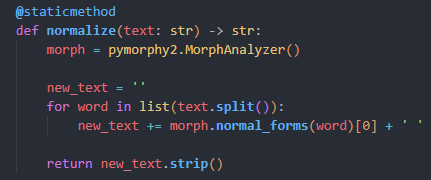 @staticmethod
def normalize(text: str) -> str:
    morph = pymorphy2.MorphAnalyzer()

    new_text = ''
    for word in list(text.split()):
        new_text += morph.normal_forms(word)[0] + ' '

    return new_text.strip()